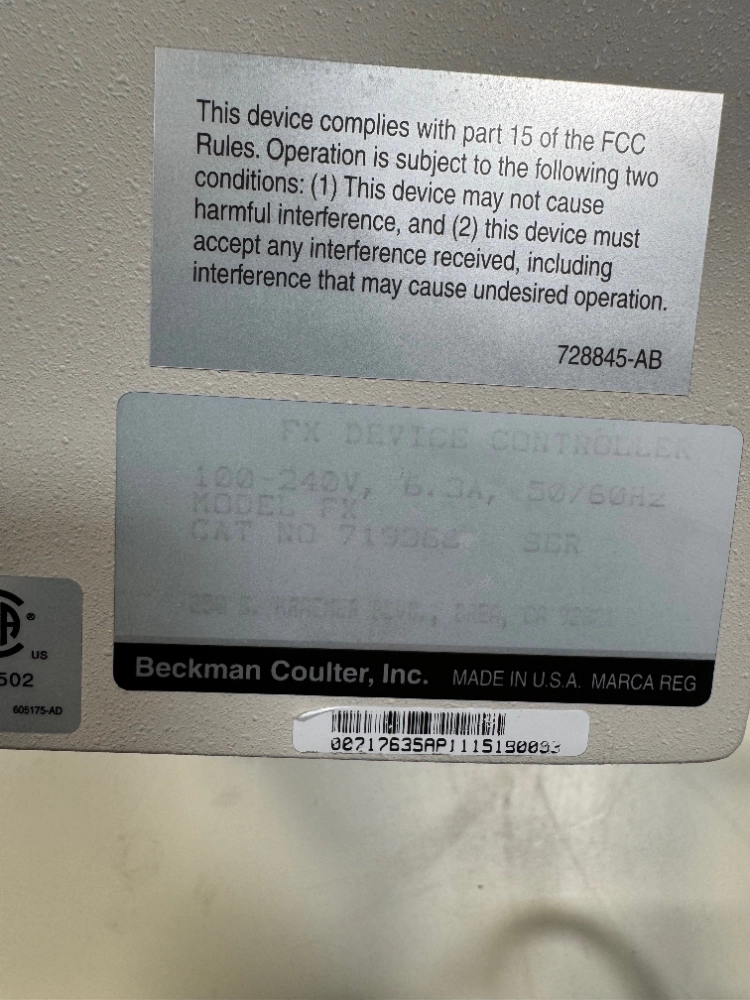 This device complies with part 15 of the FCC
Rules. Operation is subject to the following two
conditions: (1) This device may not cause
harmful interference, and (2) this device must
accept any interference received, including
interference that may cause undesired operation.
728845-AB
FX DEVICE CONTROLLER
100-240V, 6.3A, 50/60Hz
MODEL FX
CAT NO SER
BREA, CA
Beckman Coulter, Inc. MADE IN U.S.A. MARCA REG
® US
502
605175-AD